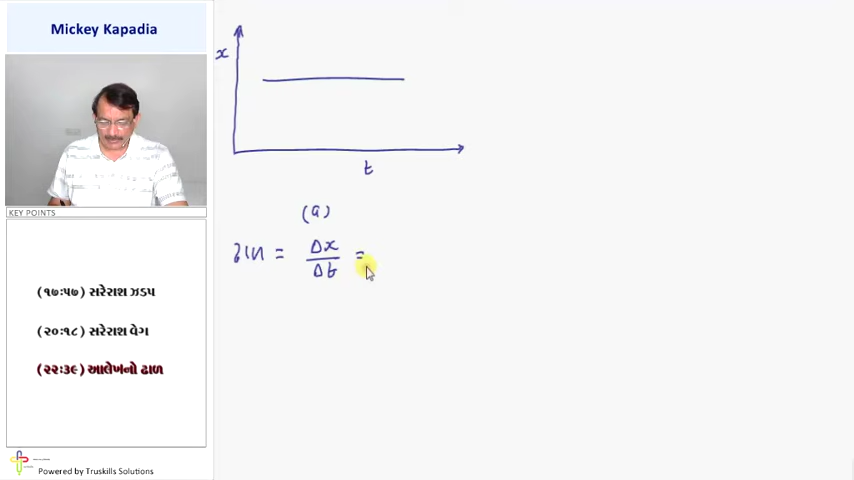 Mickey Kapadia
x
t
(a)
ઢાળ = Δx/Δt =
KEY POINTS
(૧૭:૫૭) સરેરાશ ઝડપ
(૨૦:૧૮) સરેરાશ વેગ
(૨૨:૩૯) આલેખનો ઢાળ
Powered by Truskills Solutions